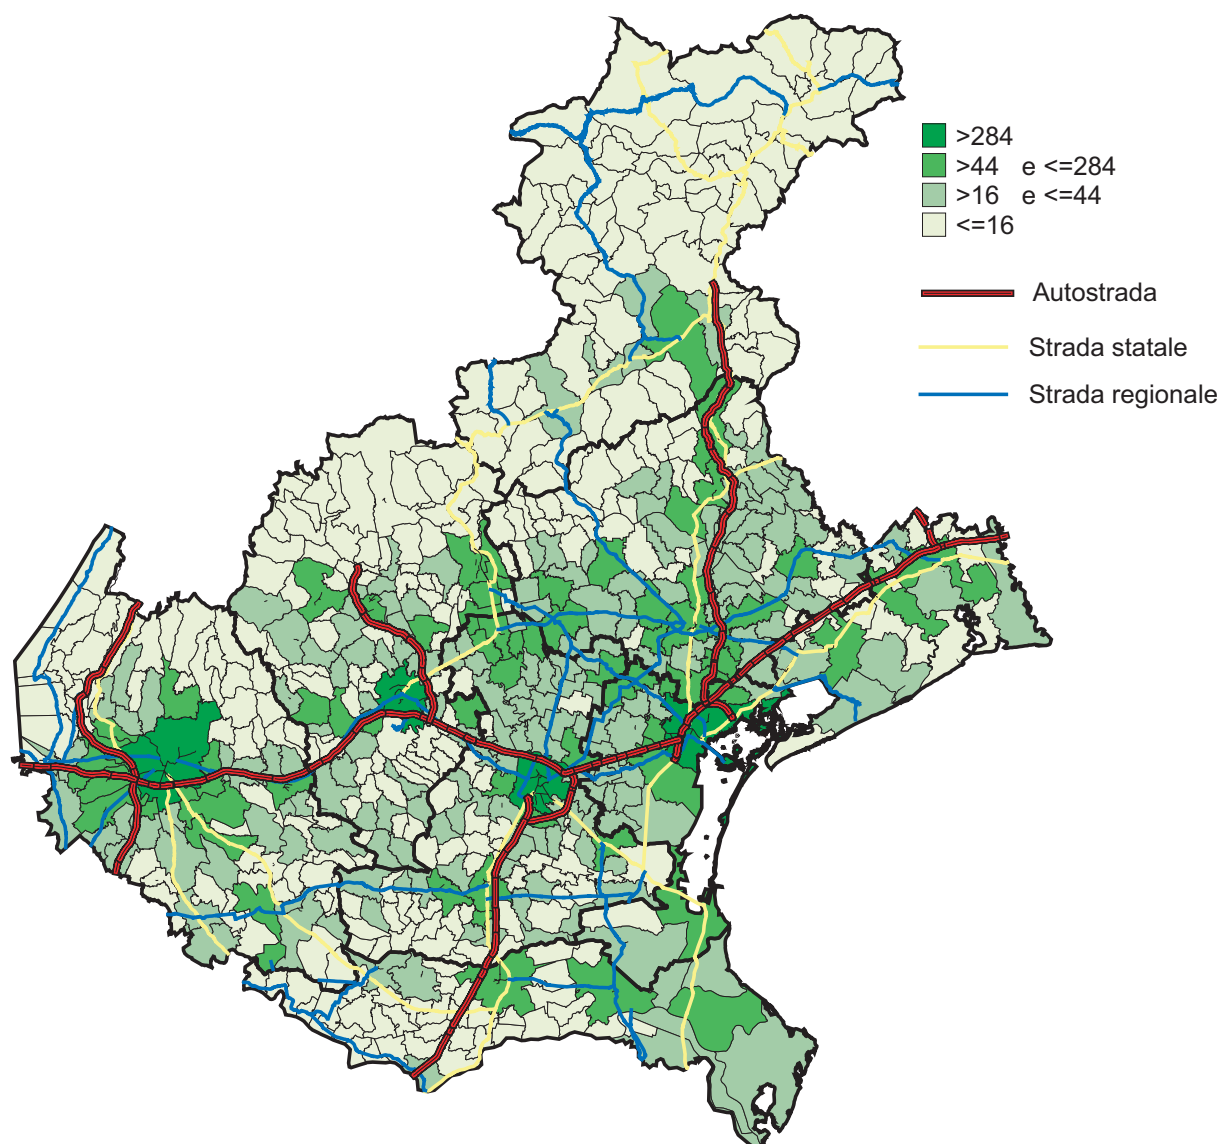 >284
>44 e <=284
>16 e <=44
<=16
Autostrada
Strada statale
Strada regionale